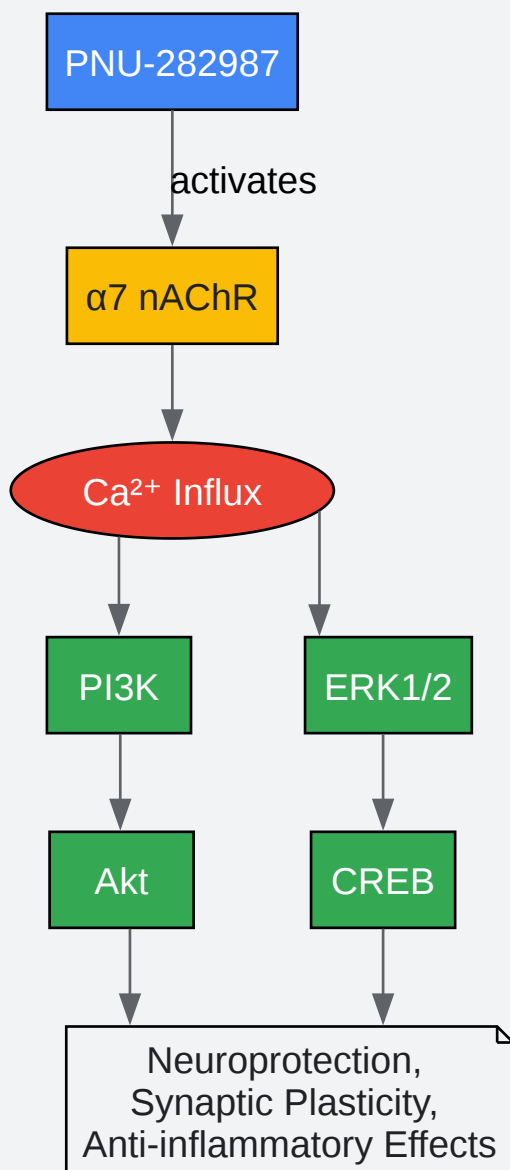 PNU-282987
activates
α7 nAChR
Ca²⁺ Influx
PI3K
ERK1/2
Akt
CREB
Neuroprotection,
Synaptic Plasticity,
Anti-inflammatory Effects